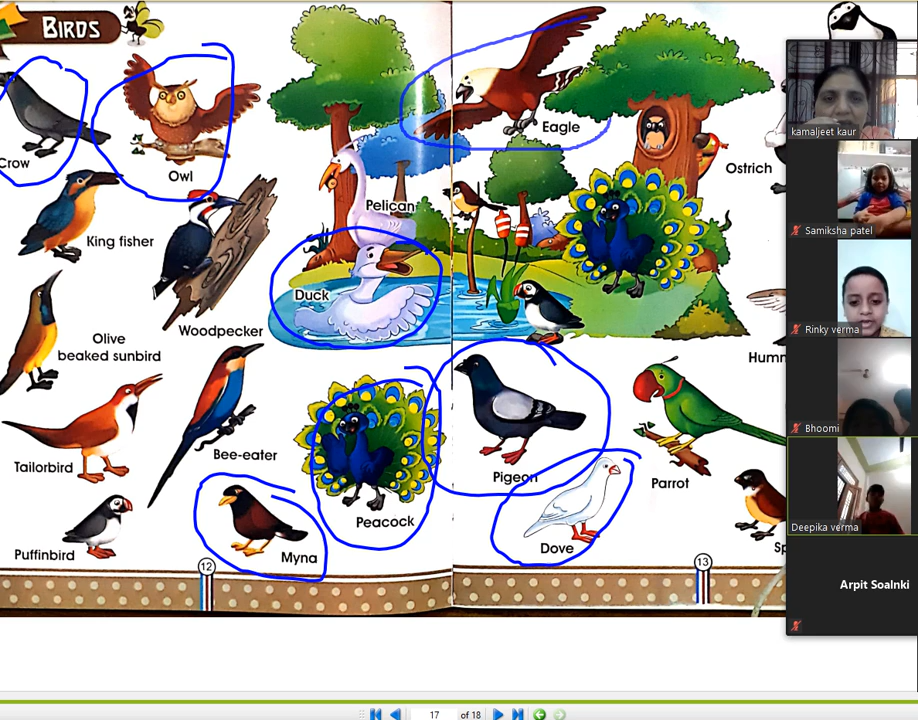 BIRDS
Crow
Owl
Eagle
Ostrich
Pelican
King fisher
Duck
Woodpecker
Olive
beaked sunbird
Humm
Tailorbird
Bee-eater
Peacock
Pigeon
Parrot
Puffinbird
Myna
Dove
Sp
12
13
kamaljeet kaur
Samiksha patel
Rinky verma
Bhoomi
Deepika verma
Arpit Soalnki
17 of 18